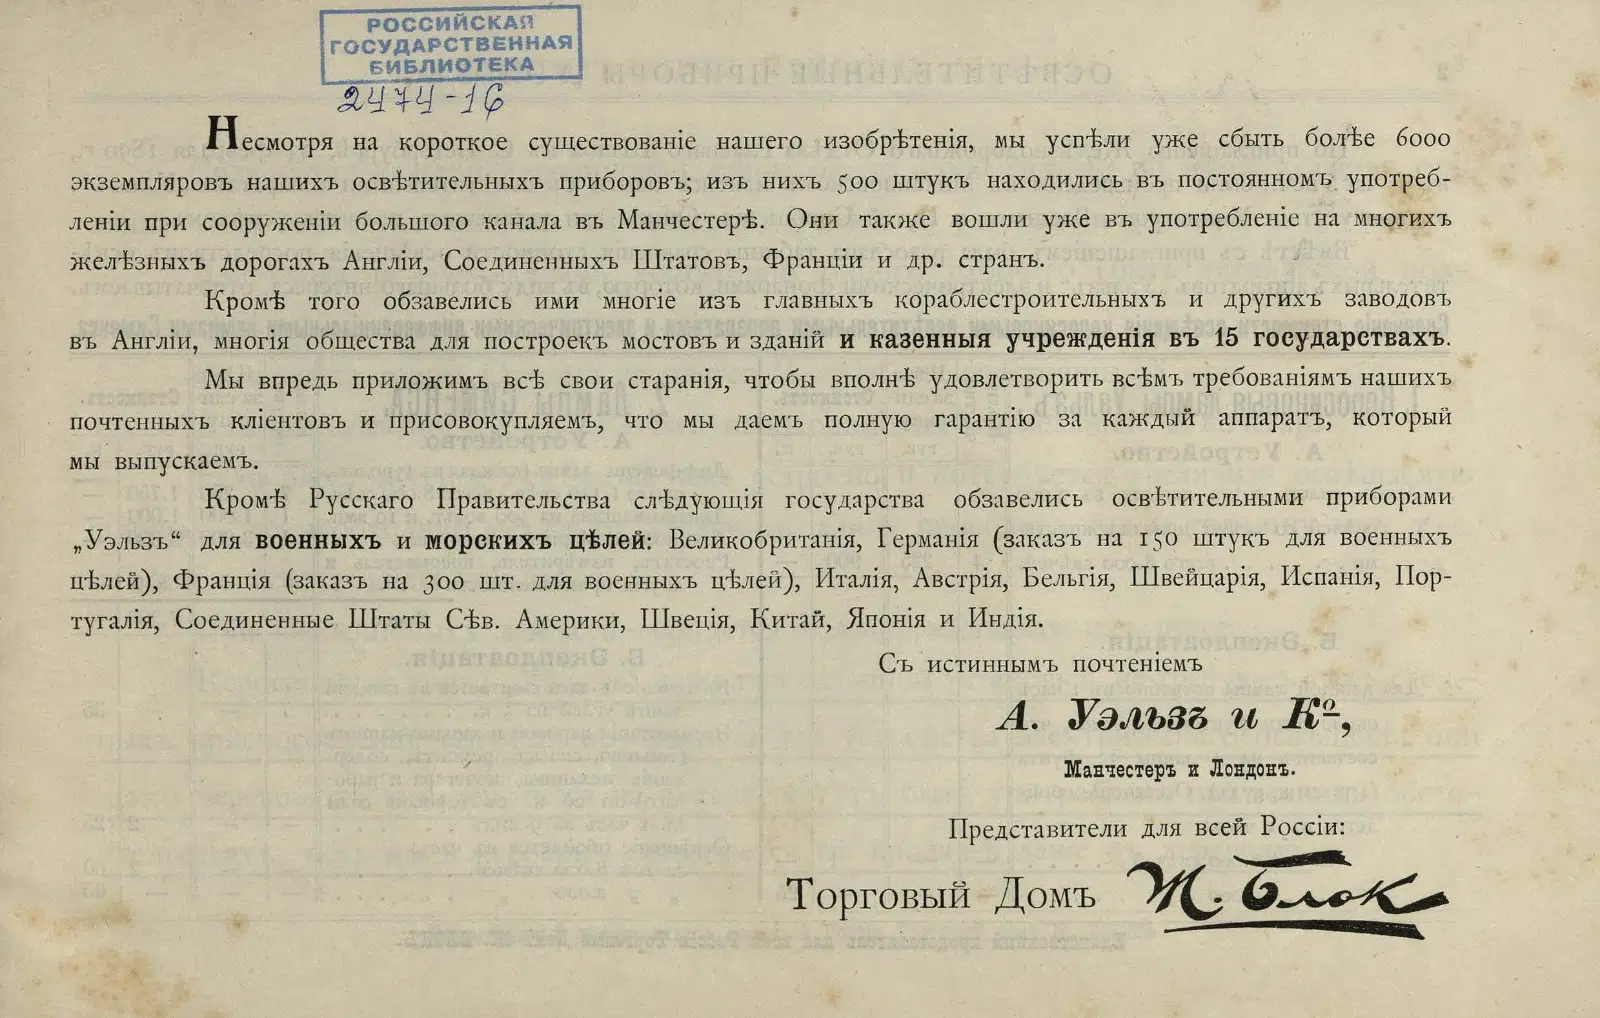 РОССИЙСКАЯ
ГОСУДАРСТВЕННАЯ
БИБЛИОТЕКА
2474-16
Несмотря на короткое существованіе нашего изобрѣтенія, мы успѣли уже сбыть болѣе 6000
экземпляровъ нашихъ освѣтительныхъ приборовъ; изъ нихъ 500 штукъ находились въ постоянномъ употреб-
леніи при сооруженіи большого канала въ Манчестерѣ. Они также вошли уже въ употребленіе на многихъ
желѣзныхъ дорогахъ Англіи, Соединенныхъ Штатовъ, Франціи и др. странъ.
Кромѣ того обзавелись ими многіе изъ главныхъ кораблестроительныхъ и другихъ заводовъ
въ Англіи, многія общества для построекъ мостовъ и зданій и казенныя учрежденія въ 15 государствахъ.
Мы впредь приложимъ всѣ свои старанія, чтобы вполнѣ удовлетворить всѣмъ требованіямъ нашихъ
почтенныхъ кліентовъ и присовокупляемъ, что мы даемъ полную гарантію за каждый аппаратъ, который
мы выпускаемъ.
Кромѣ Русскаго Правительства слѣдующія государства обзавелись освѣтительными приборами
„Уэльзъ“ для военныхъ и морскихъ цѣлей: Великобританія, Германія (заказъ на 150 штукъ для военныхъ
цѣлей), Франція (заказъ на 300 шт. для военныхъ цѣлей), Италія, Австрія, Бельгія, Швейцарія, Испанія, Пор-
тугалія, Соединенные Штаты Сѣв. Америки, Швеція, Китай, Японія и Индія.
Съ истиннымъ почтеніемъ
А. Уэльзъ и Кº,
Манчестеръ и Лондонъ.
Представители для всей Россіи:
Торговый Домъ Ж. Блок